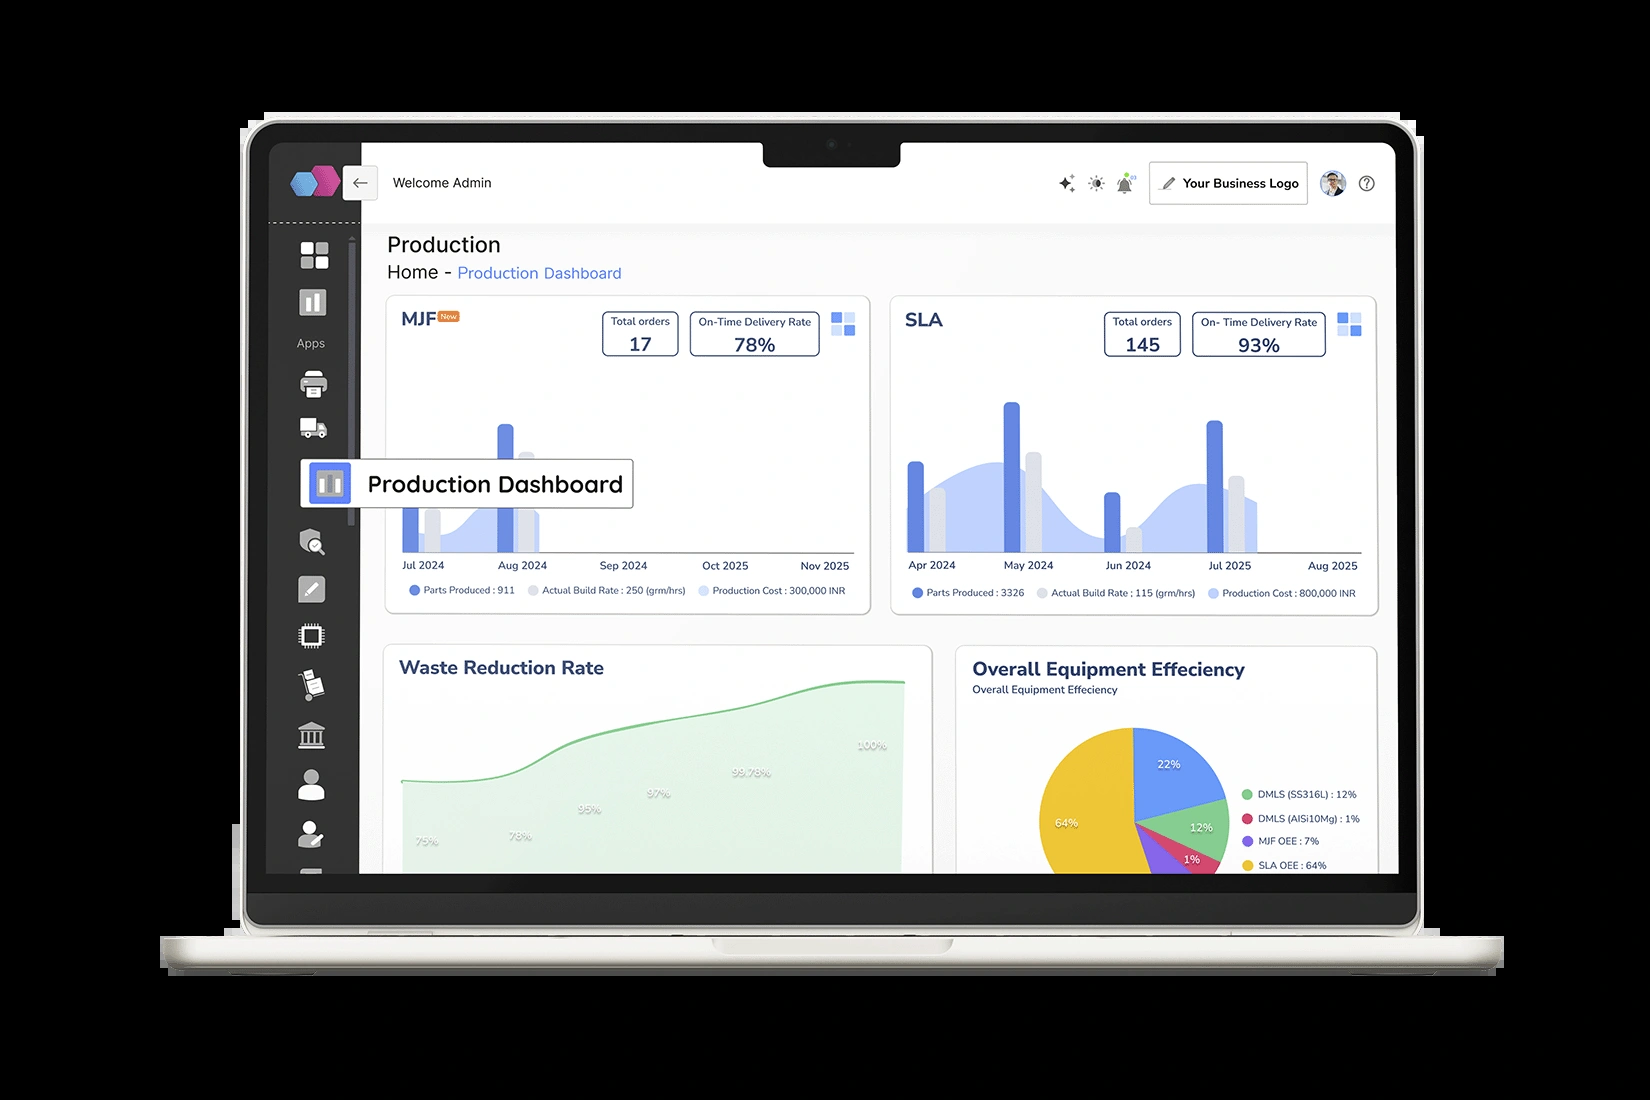 Welcome Admin
Your Business Logo
Production
Home - Production Dashboard
Apps
Production Dashboard
MJF New
Total orders
17
On-Time Delivery Rate
78%
Jul 2024 Aug 2024 Sep 2024 Oct 2025 Nov 2025
Parts Produced : 911 Actual Build Rate : 250 (grm/hrs) Production Cost : 300,000 INR
SLA
Total orders
145
On- Time Delivery Rate
93%
Apr 2024 May 2024 Jun 2024 Jul 2025 Aug 2025
Parts Produced : 3326 Actual Build Rate ; 115 (grm/hrs) Production Cost : 800,000 INR
Waste Reduction Rate
75% 78% 95% 97% 99.78% 100%
Overall Equipment Effeciency
Overall Equipment Effeciency
22%
12%
1%
64%
DMLS (SS316L) : 12%
DMLS (AISi10Mg) : 1%
MJF OEE : 7%
SLA OEE : 64%